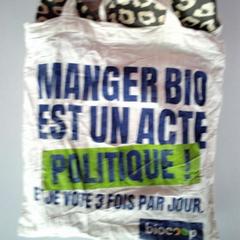 MANGER BIO
EST UN ACTE
POLITIQUE !
ET JE VOTE 3 FOIS PAR JOUR.
biocoop